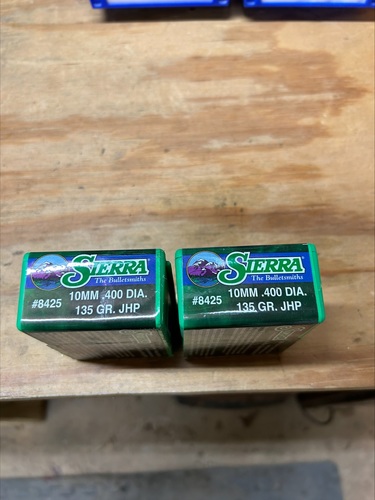 SIERRA
The Bulletsmiths
#8425 10MM .400 DIA.
135 GR. JHP
SIERRA
The Bulletsmiths
#8425 10MM .400 DIA.
135 GR. JHP